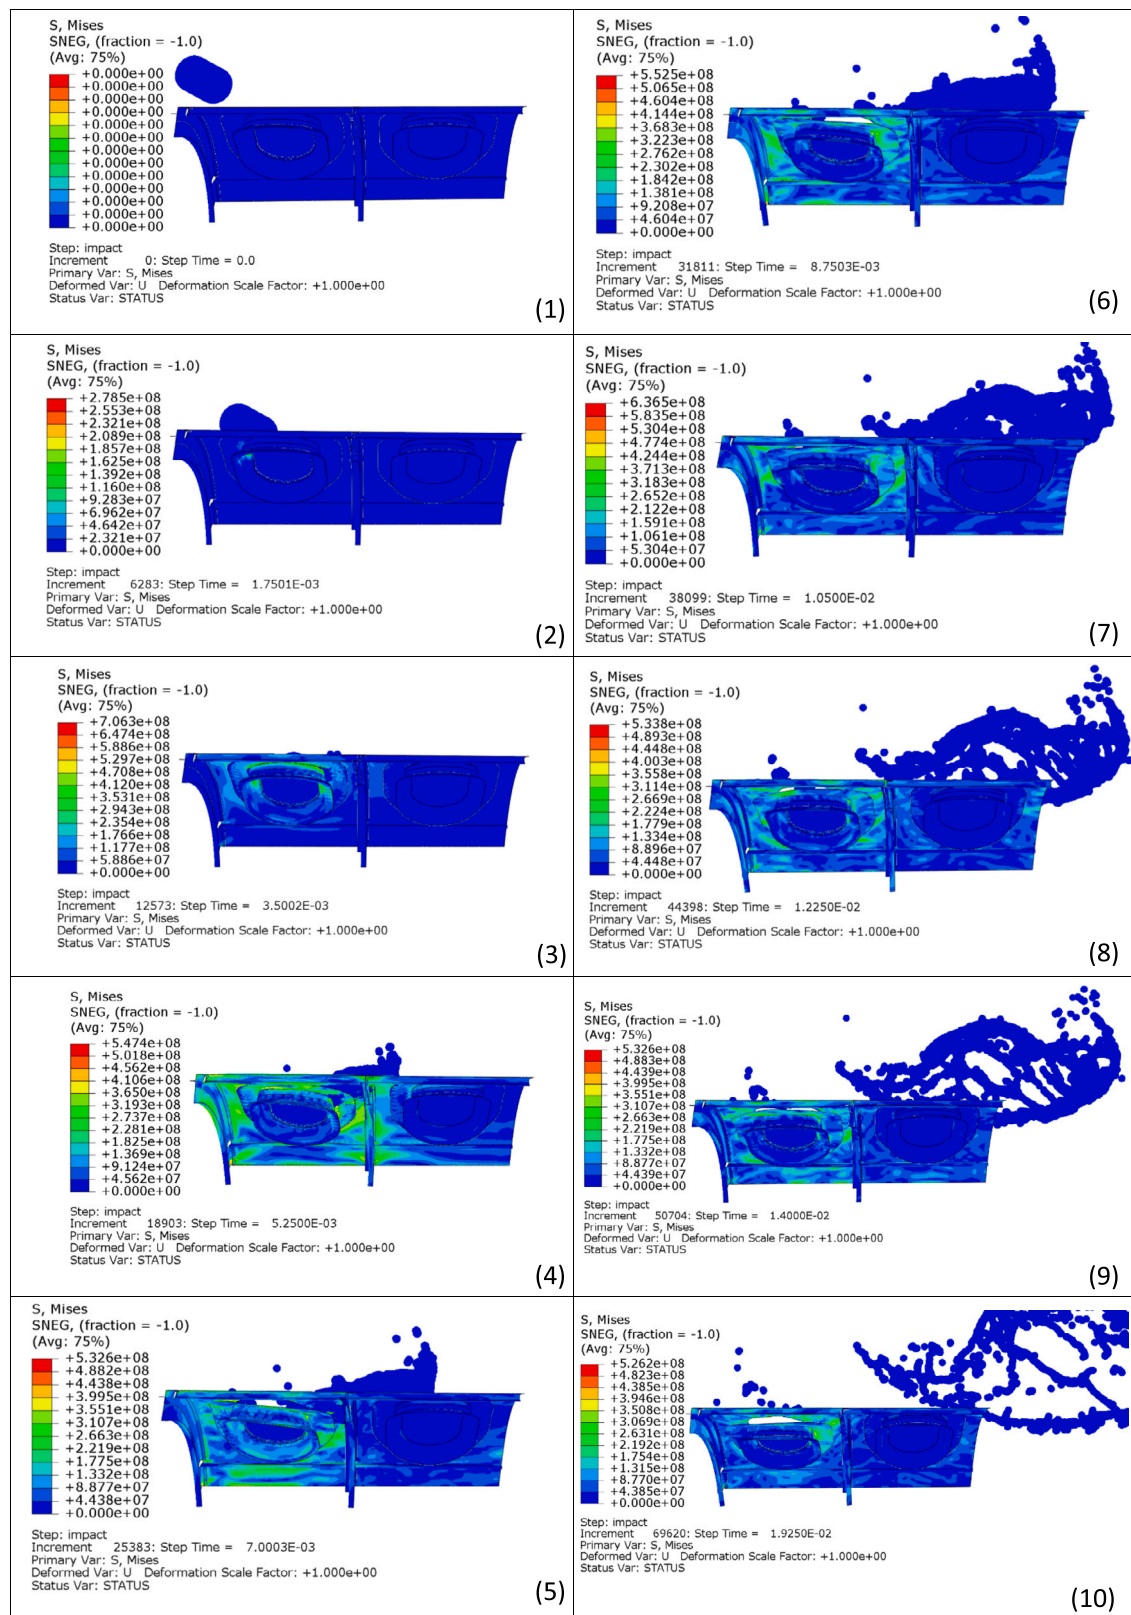 S, Mises
SNEG, (fraction = -1.0)
(Avg: 75%)
+0.000e+00
+0.000e+00
+0.000e+00
+0.000e+00
+0.000e+00
+0.000e+00
+0.000e+00
+0.000e+00
+0.000e+00
+0.000e+00
+0.000e+00
+0.000e+00
+0.000e+00
Step: impact
Increment 0: Step Time = 0.0
Primary Var: S, Mises
Deformed Var: U Deformation Scale Factor: +1.000e+00
Status Var: STATUS
(1)
S, Mises
SNEG, (fraction = -1.0)
(Avg: 75%)
+2.785e+08
+2.553e+08
+2.321e+08
+2.089e+08
+1.857e+08
+1.625e+08
+1.392e+08
+1.160e+08
+9.283e+07
+6.962e+07
+4.642e+07
+2.321e+07
+0.000e+00
Step: impact
Increment 6283: Step Time = 1.7501E-03
Primary Var: S, Mises
Deformed Var: U Deformation Scale Factor: +1.000e+00
Status Var: STATUS
(2)
S, Mises
SNEG, (fraction = -1.0)
(Avg: 75%)
+7.063e+08
+6.474e+08
+5.886e+08
+5.297e+08
+4.708e+08
+4.120e+08
+3.531e+08
+2.943e+08
+2.354e+08
+1.766e+08
+1.177e+08
+5.886e+07
+0.000e+00
Step: impact
Increment 12573: Step Time = 3.5002E-03
Primary Var: S, Mises
Deformed Var: U Deformation Scale Factor: +1.000e+00
Status Var: STATUS
(3)
S, Mises
SNEG, (fraction = -1.0)
(Avg: 75%)
+5.474e+08
+5.018e+08
+4.562e+08
+4.106e+08
+3.650e+08
+3.193e+08
+2.737e+08
+2.281e+08
+1.825e+08
+1.369e+08
+9.124e+07
+4.562e+07
+0.000e+00
Step: impact
Increment 18903: Step Time = 5.2500E-03
Primary Var: S, Mises
Deformed Var: U Deformation Scale Factor: +1.000e+00
Status Var: STATUS
(4)
S, Mises
SNEG, (fraction = -1.0)
(Avg: 75%)
+5.326e+08
+4.882e+08
+4.438e+08
+3.995e+08
+3.551e+08
+3.107e+08
+2.663e+08
+2.219e+08
+1.775e+08
+1.332e+08
+8.877e+07
+4.438e+07
+0.000e+00
Step: impact
Increment 25383: Step Time = 7.0003E-03
Primary Var: S, Mises
Deformed Var: U Deformation Scale Factor: +1.000e+00
Status Var: STATUS
(5)
S, Mises
SNEG, (fraction = -1.0)
(Avg: 75%)
+5.525e+08
+5.065e+08
+4.604e+08
+4.144e+08
+3.683e+08
+3.223e+08
+2.762e+08
+2.302e+08
+1.842e+08
+1.381e+08
+9.208e+07
+4.604e+07
+0.000e+00
Step: impact
Increment 31811: Step Time = 8.7503E-03
Primary Var: S, Mises
Deformed Var: U Deformation Scale Factor: +1.000e+00
Status Var: STATUS
(6)
S, Mises
SNEG, (fraction = -1.0)
(Avg: 75%)
+6.365e+08
+5.835e+08
+5.304e+08
+4.774e+08
+4.244e+08
+3.713e+08
+3.183e+08
+2.652e+08
+2.122e+08
+1.591e+08
+1.061e+08
+5.304e+07
+0.000e+00
Step: impact
Increment 38099: Step Time = 1.0500E-02
Primary Var: S, Mises
Deformed Var: U Deformation Scale Factor: +1.000e+00
Status Var: STATUS
(7)
S, Mises
SNEG, (fraction = -1.0)
(Avg: 75%)
+5.338e+08
+4.893e+08
+4.448e+08
+4.003e+08
+3.558e+08
+3.114e+08
+2.669e+08
+2.224e+08
+1.779e+08
+1.334e+08
+8.896e+07
+4.448e+07
+0.000e+00
Step: impact
Increment 44398: Step Time = 1.2250E-02
Primary Var: S, Mises
Deformed Var: U Deformation Scale Factor: +1.000e+00
Status Var: STATUS
(8)
S, Mises
SNEG, (fraction = -1.0)
(Avg: 75%)
+5.326e+08
+4.883e+08
+4.439e+08
+3.995e+08
+3.551e+08
+3.107e+08
+2.663e+08
+2.219e+08
+1.775e+08
+1.332e+08
+8.877e+07
+4.439e+07
+0.000e+00
Step: impact
Increment 50704: Step Time = 1.4000E-02
Primary Var: S, Mises
Deformed Var: U Deformation Scale Factor: +1.000e+00
Status Var: STATUS
(9)
S, Mises
SNEG, (fraction = -1.0)
(Avg: 75%)
+5.262e+08
+4.823e+08
+4.385e+08
+3.946e+08
+3.508e+08
+3.069e+08
+2.631e+08
+2.192e+08
+1.754e+08
+1.315e+08
+8.770e+07
+4.385e+07
+0.000e+00
Step: impact
Increment 69620: Step Time = 1.9250E-02
Primary Var: S, Mises
Deformed Var: U Deformation Scale Factor: +1.000e+00
Status Var: STATUS
(10)